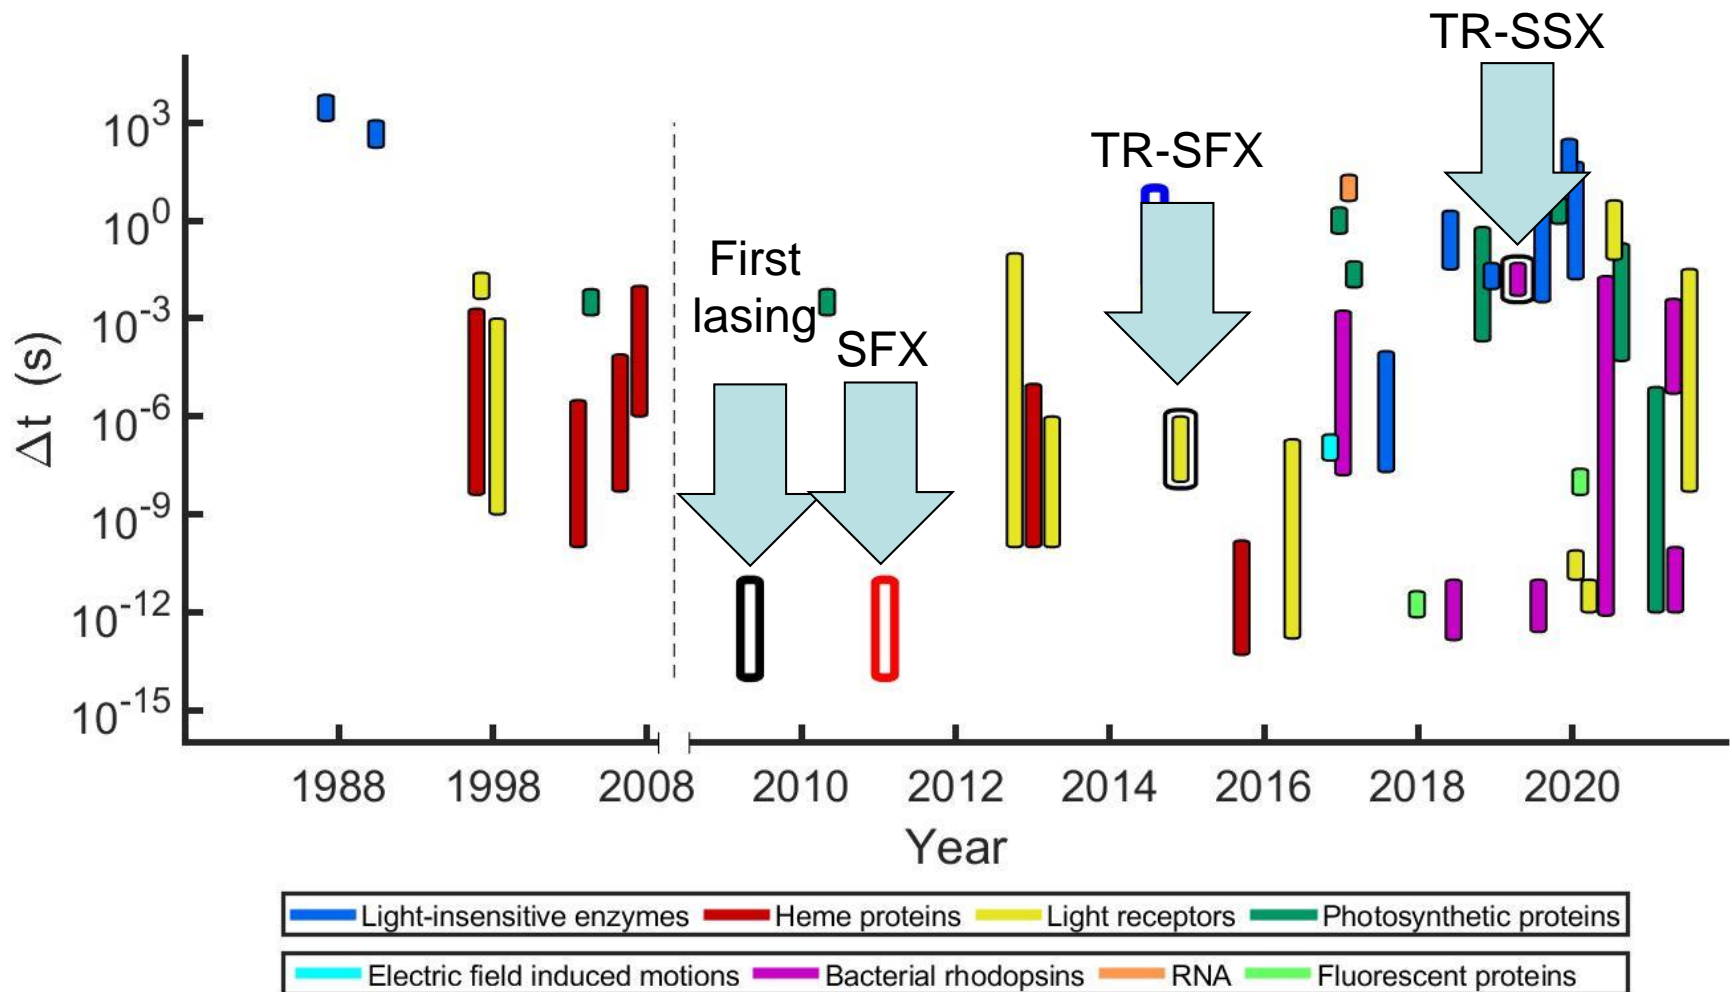 TR-SSX
TR-SFX
First
lasing
SFX
10^3
10^0
10^-3
10^-6
10^-9
10^-12
10^-15
Δt (s)
1988 1998 2008 2010 2012 2014 2016 2018 2020
Year
Light-insensitive enzymes Heme proteins Light receptors Photosynthetic proteins
Electric field induced motions Bacterial rhodopsins RNA Fluorescent proteins